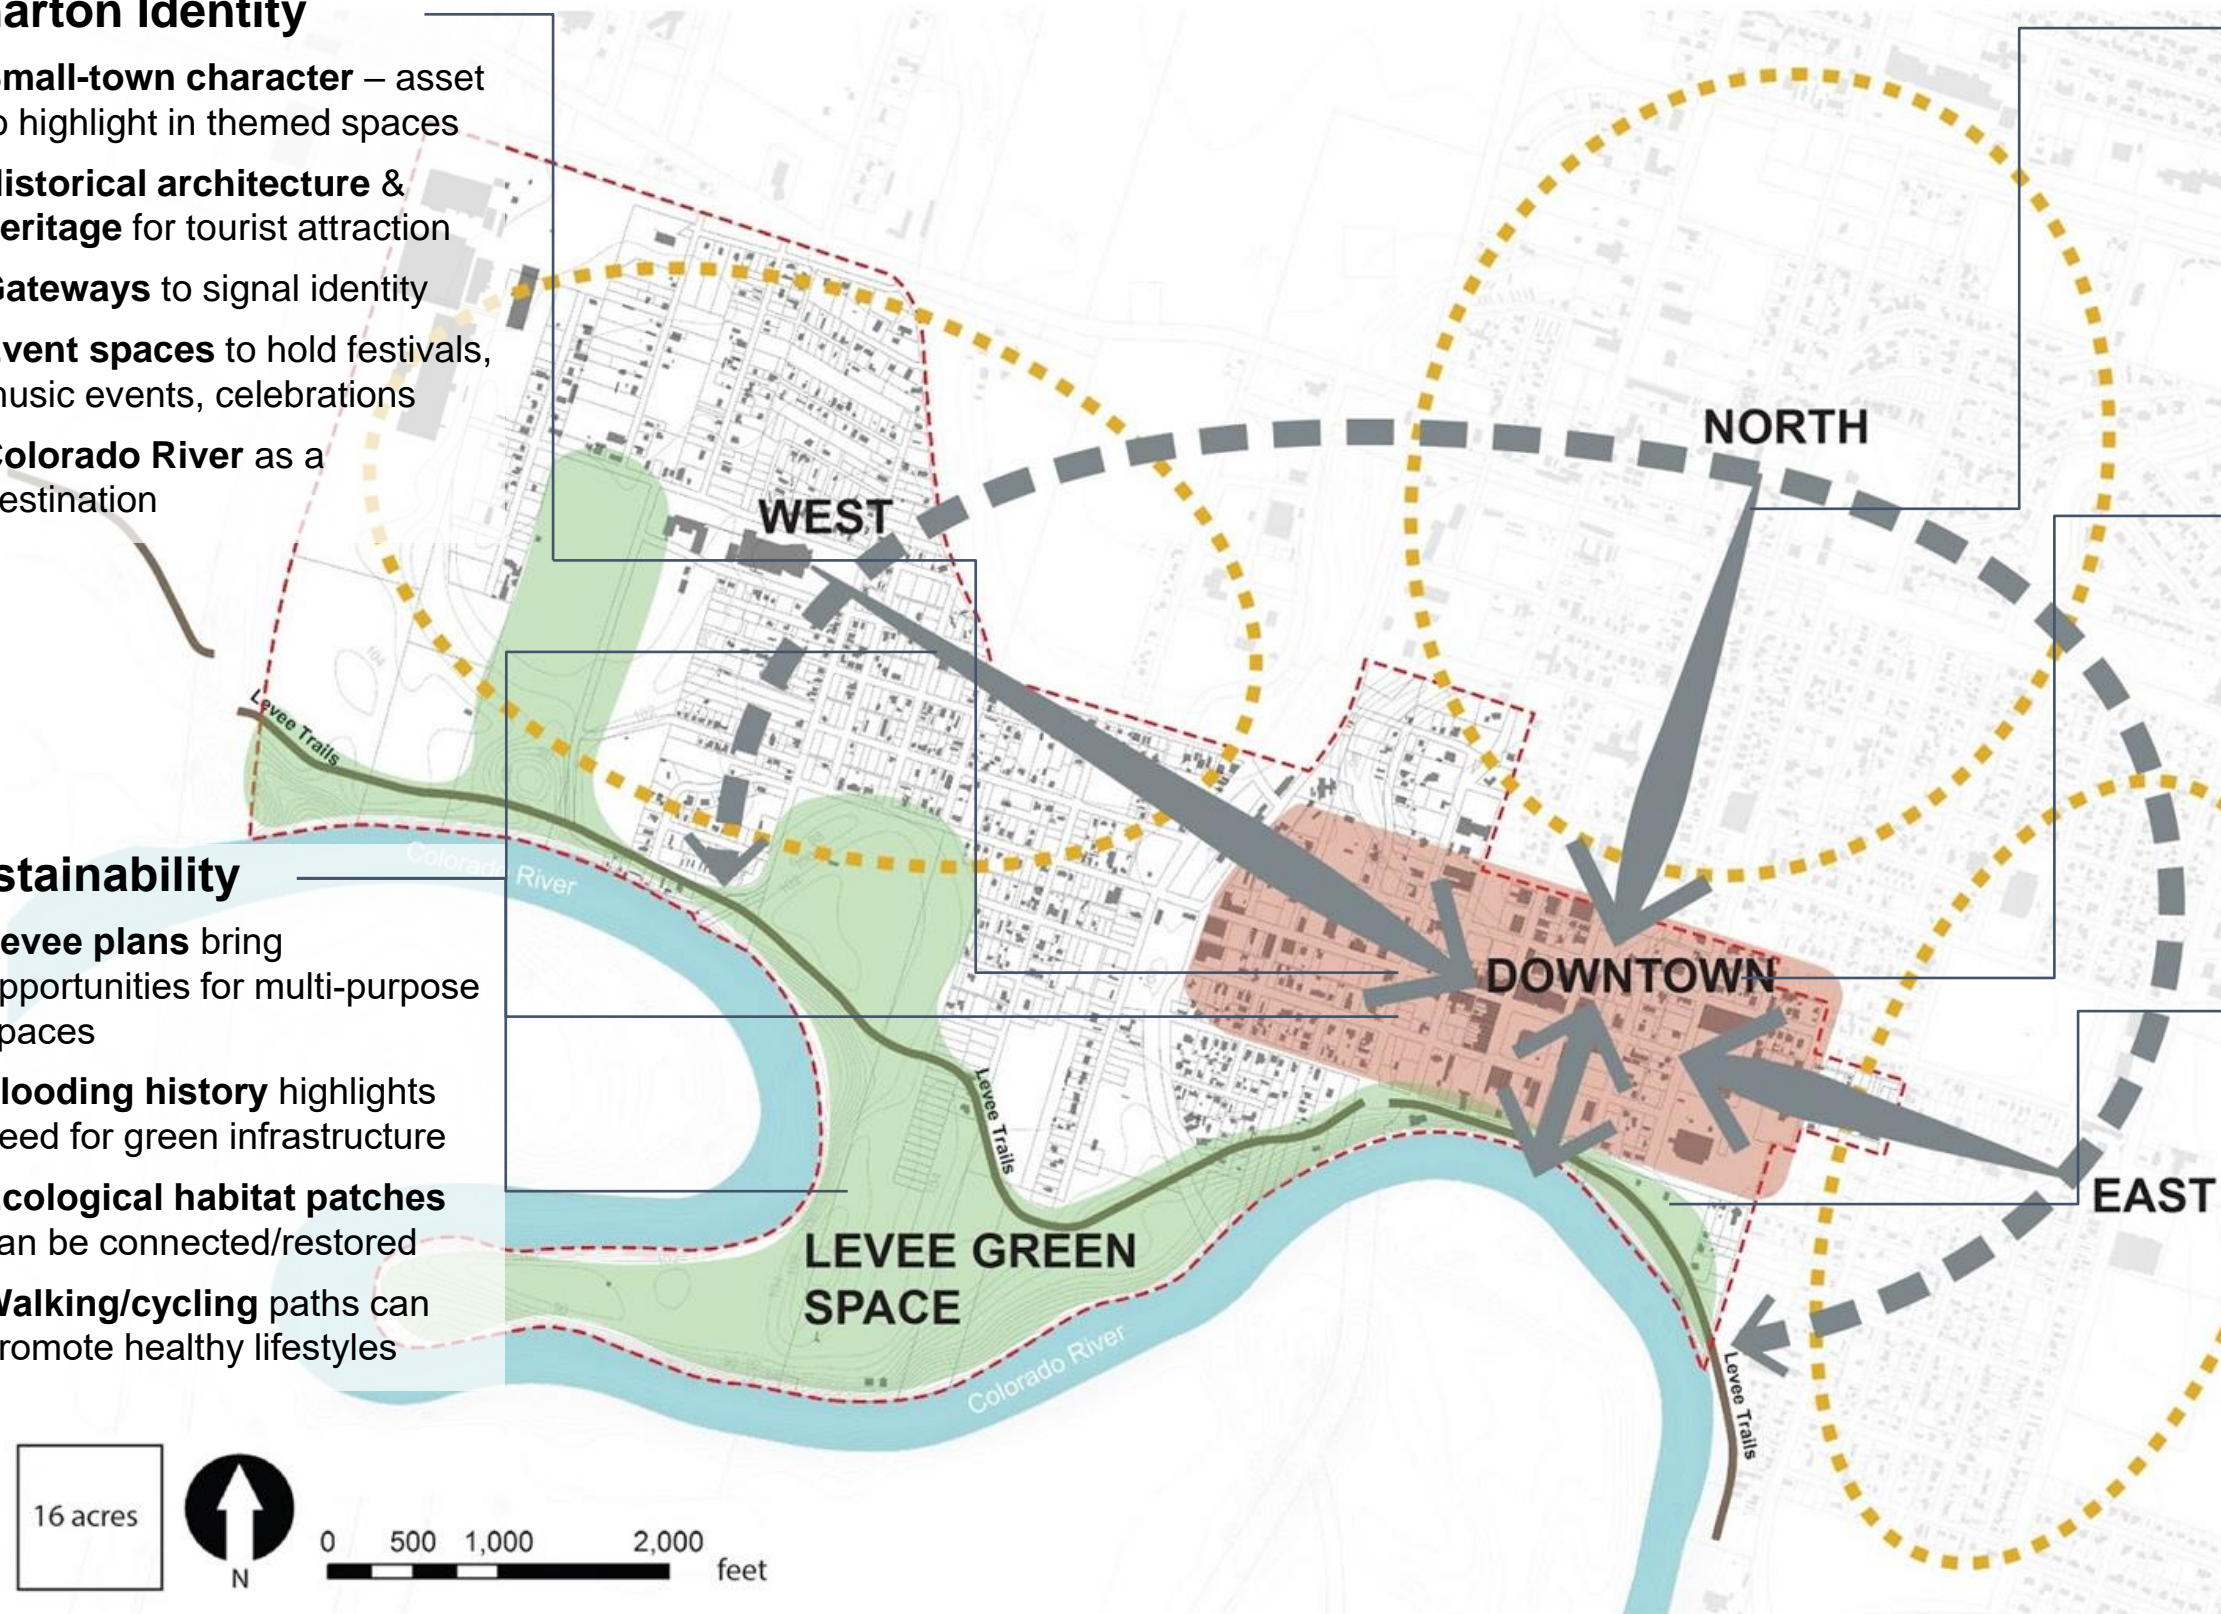 arton Identity
mall-town character – asset
o highlight in themed spaces
istorical architecture &
eritage for tourist attraction
ateways to signal identity
vent spaces to hold festivals,
usic events, celebrations
olorado River as a
estination
NORTH
WEST
Levee Trails
Colorado River
stainability
evee plans bring
pportunities for multi-purpose
paces
looding history highlights
eed for green infrastructure
cological habitat patches
an be connected/restored
Walking/cycling paths can
romote healthy lifestyles
DOWNTOWN
Levee Trails
EAST
LEVEE GREEN
SPACE
Colorado River
Levee Trails
16 acres
N
0 500 1,000 2,000
feet